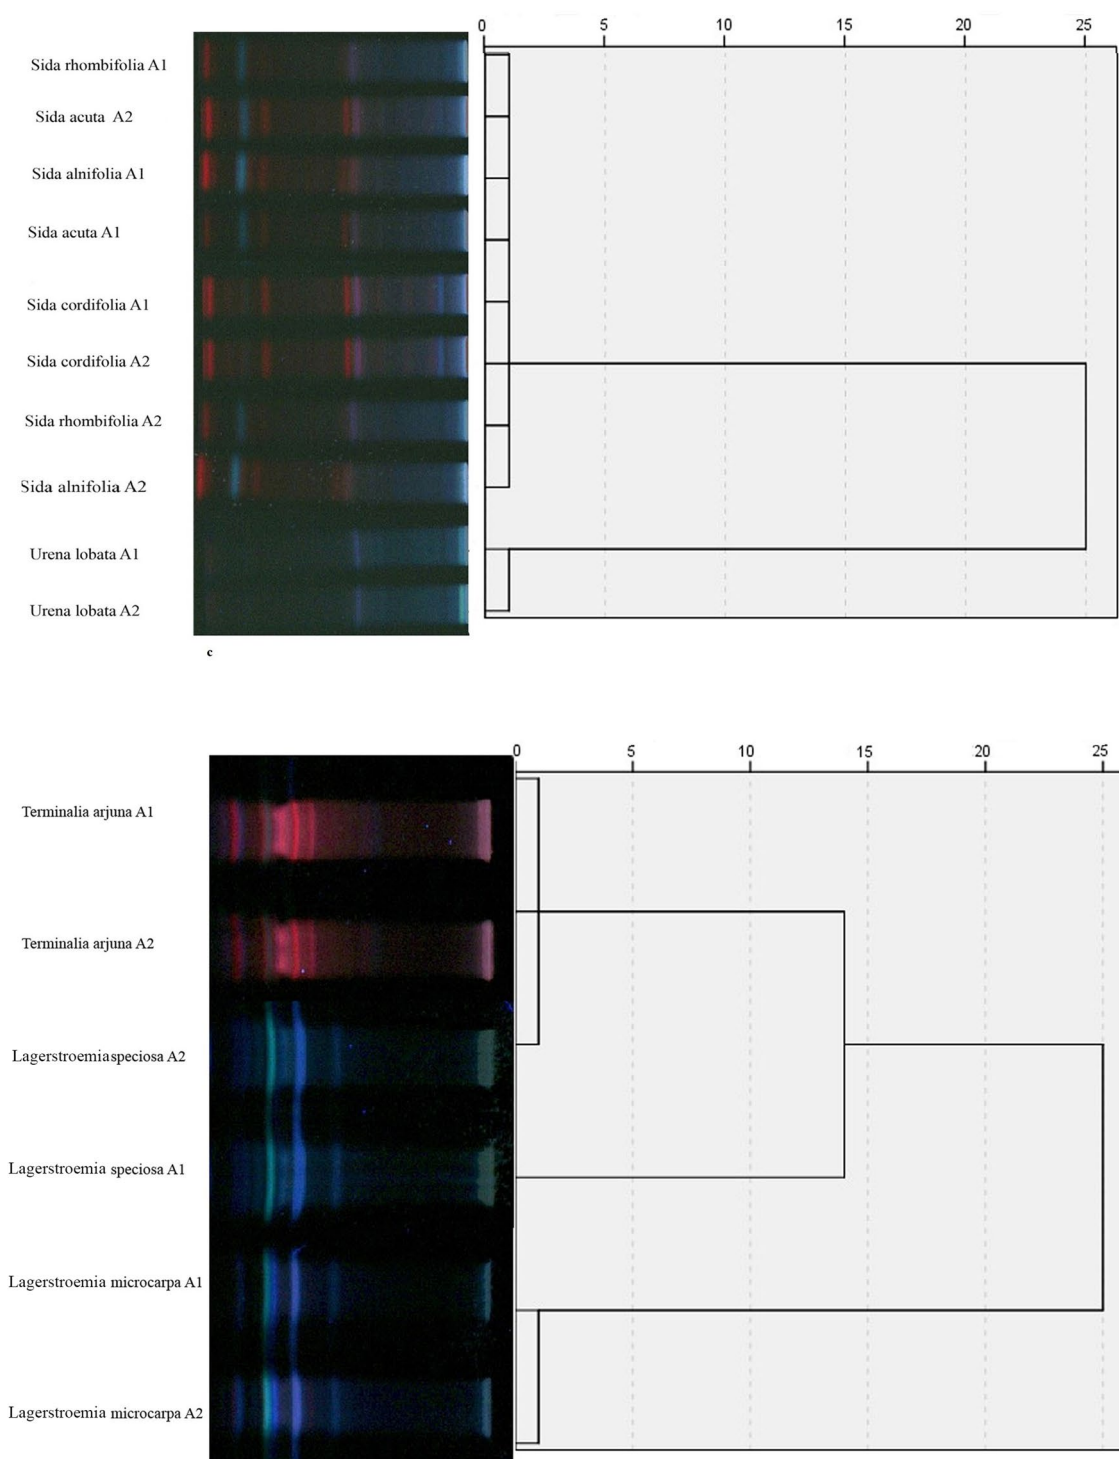 0 5 10 15 20 25
Sida rhombifolia A1
Sida acuta A2
Sida alnifolia A1
Sida acuta A1
Sida cordifolia A1
Sida cordifolia A2
Sida rhombifolia A2
Sida alnifolia A2
Urena lobata A1
Urena lobata A2
c
0 5 10 15 20 25
Terminalia arjuna A1
Terminalia arjuna A2
Lagerstroemia speciosa A2
Lagerstroemia speciosa A1
Lagerstroemia microcarpa A1
Lagerstroemia microcarpa A2